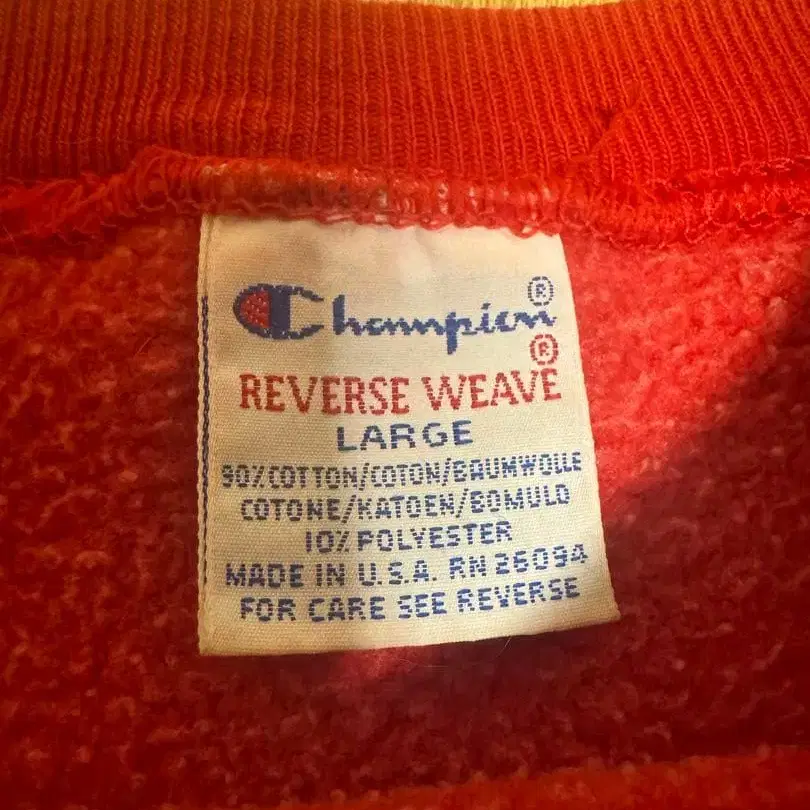 Champion®
®
REVERSE WEAVE
LARGE
90% COTTON/COTON/BAUMWOLLE
COTONE/KATOEN/BOMULD
10% POLYESTER
MADE IN U.S.A. RN 26094
FOR CARE SEE REVERSE